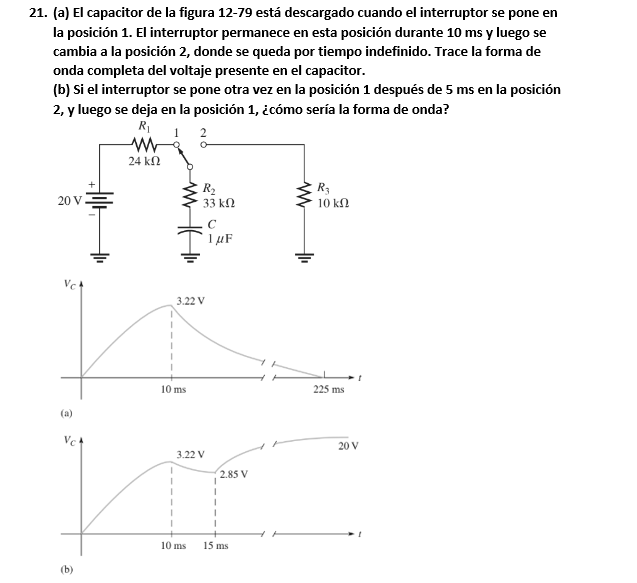 21. (a) El capacitor de la figura 12-79 está descargado cuando el interruptor se pone en
la posición 1. El interruptor permanece en esta posición durante 10 ms y luego se
cambia a la posición 2, donde se queda por tiempo indefinido. Trace la forma de
onda completa del voltaje presente en el capacitor.
(b) Si el interruptor se pone otra vez en la posición 1 después de 5 ms en la posición
2, y luego se deja en la posición 1, ¿cómo sería la forma de onda?
R1 1 2
24 kΩ
20 V + −
R2
33 kΩ
C
1 μF
R3
10 kΩ
VC
3.22 V
10 ms 225 ms t
(a)
VC
3.22 V 20 V
2.85 V
10 ms 15 ms t
(b)